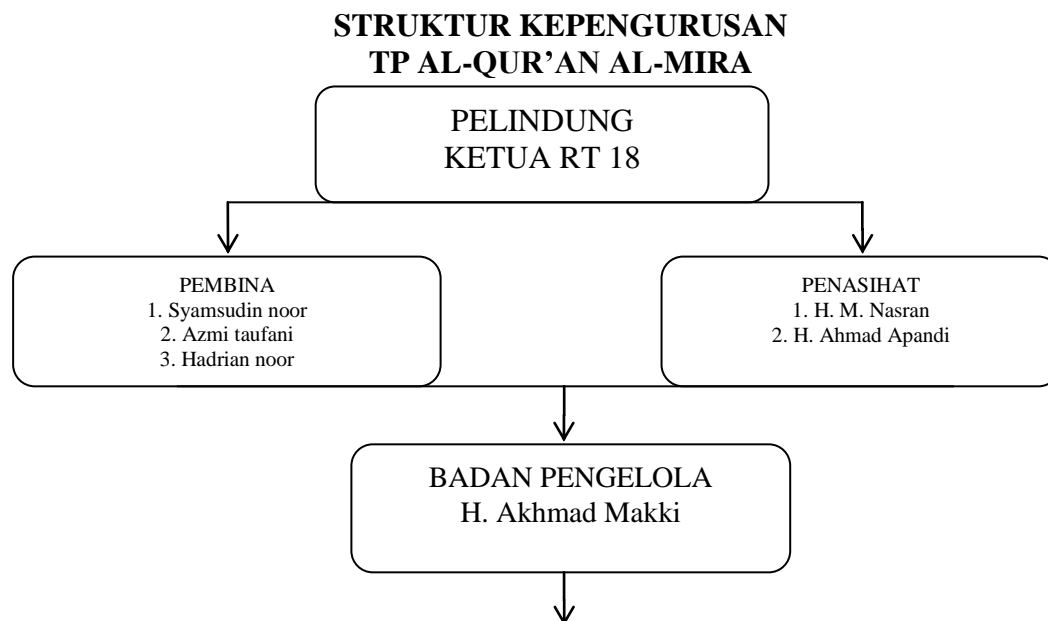 STRUKTUR KEPENGURUSAN
TP AL-QUR’AN AL-MIRA
PELINDUNG
KETUA RT 18
PEMBINA
1. Syamsudin noor
2. Azmi taufani
3. Hadrian noor
PENASIHAT
1. H. M. Nasran
2. H. Ahmad Apandi
BADAN PENGELOLA
H. Akhmad Makki